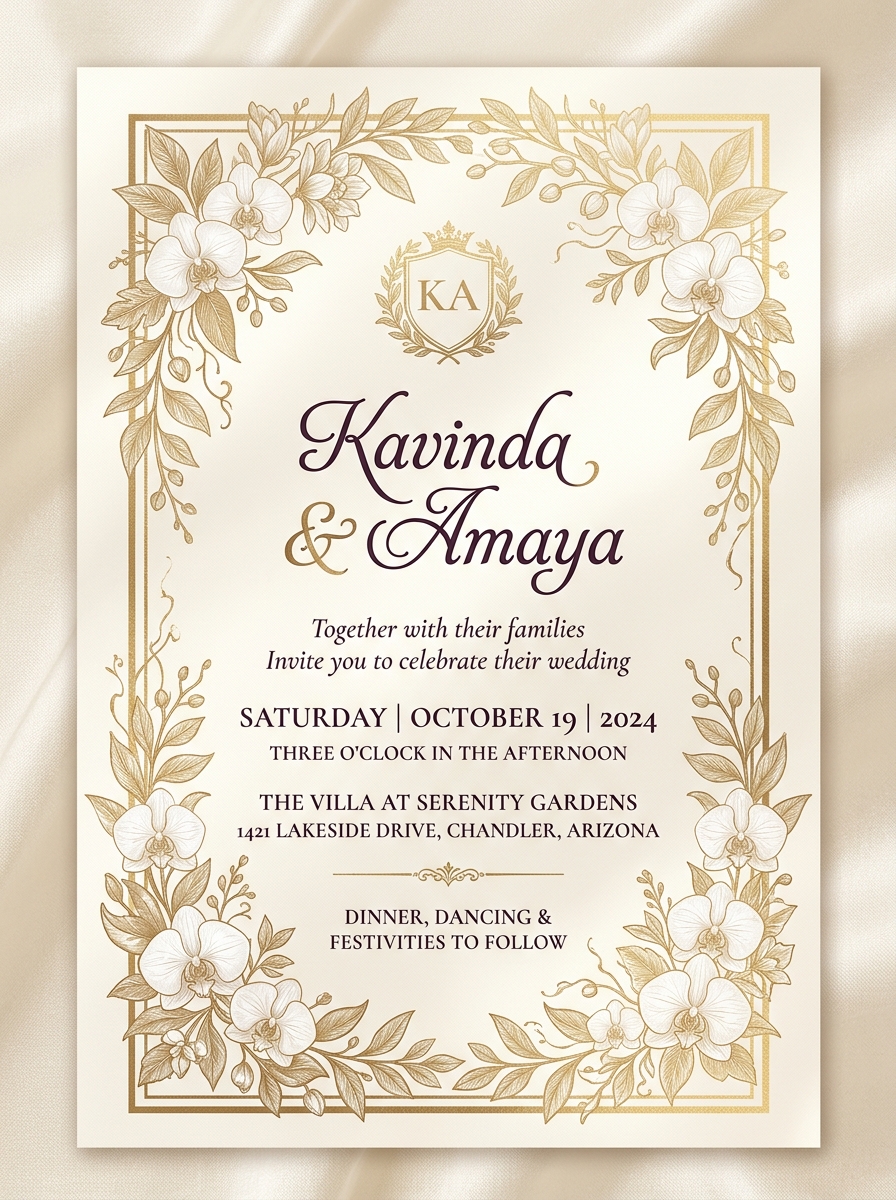 KA
Kavinda
& Amaya
Together with their families
Invite you to celebrate their wedding
SATURDAY | OCTOBER 19 | 2024
THREE O'CLOCK IN THE AFTERNOON
THE VILLA AT SERENITY GARDENS
1421 LAKESIDE DRIVE, CHANDLER, ARIZONA
DINNER, DANCING &
FESTIVITIES TO FOLLOW